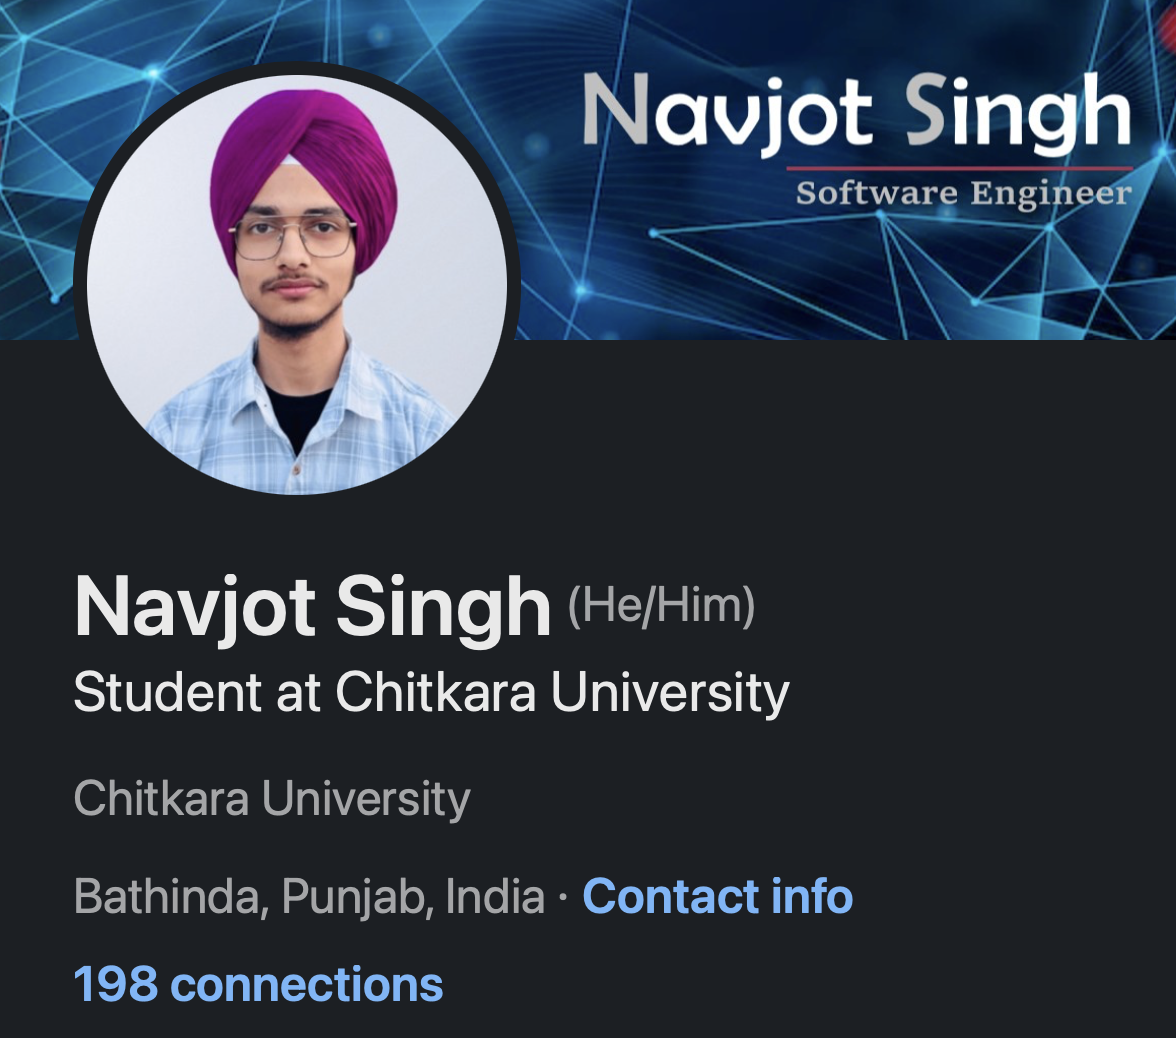 Navjot Singh
Software Engineer
Navjot Singh (He/Him)
Student at Chitkara University
Chitkara University
Bathinda, Punjab, India · Contact info
198 connections